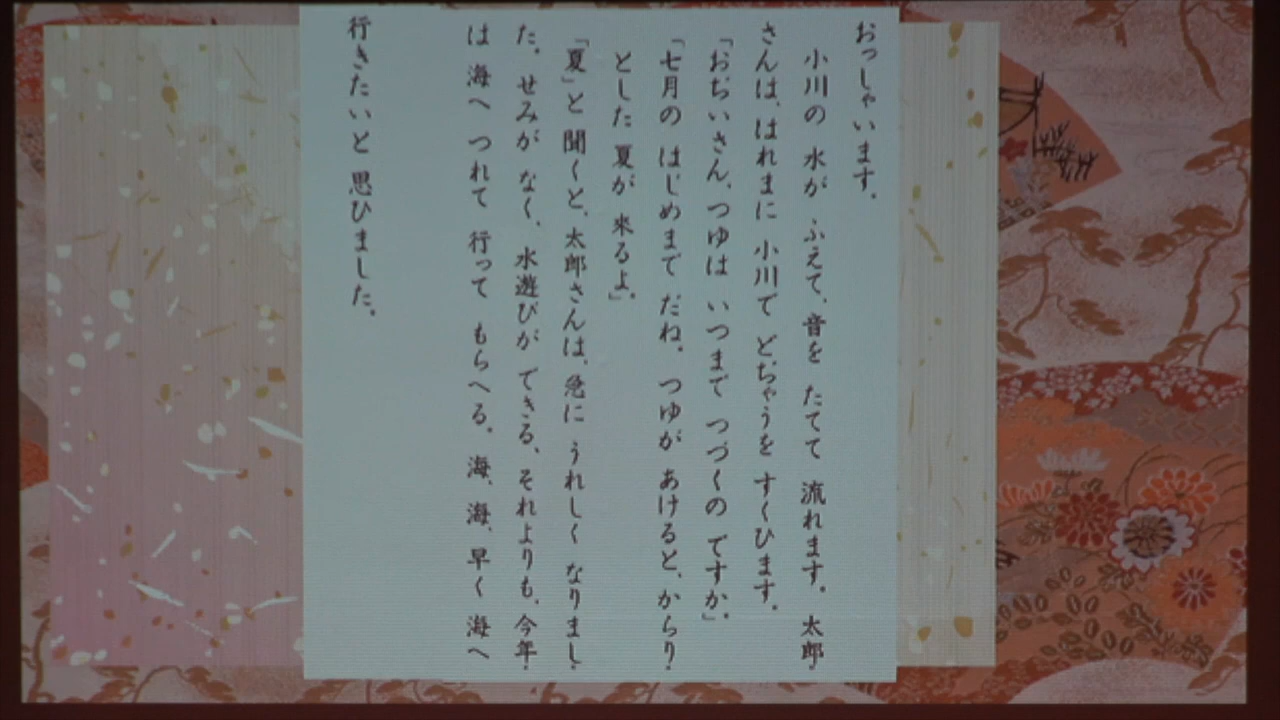 おっしゃいます。
小川の 水が ふえて、音を たてて 流れます。 太郎
さんは、はれまに 小川で どぢゃうを すくひます。
「おぢいさん、つゆは いつまで つづくの ですか。」
「七月の はじめまで だね。 つゆが あけると、からり
とした 夏が 来るよ。」
「夏」と 聞くと、太郎さんは、急に うれしく なりまし
た。せみが なく、水遊びが できる、それよりも、今年
は 海へ つれて 行って もらへる。海、海、早く 海へ
行きたいと 思ひました。